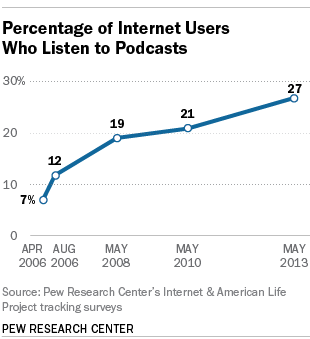 Percentage of Internet Users
Who Listen to Podcasts
30%
27
21
20
19
12
10
7%
0
APR AUG MAY MAY MAY
2006 2006 2008 2010 2013
Source: Pew Research Center's Internet & American Life
Project tracking surveys
PEW RESEARCH CENTER